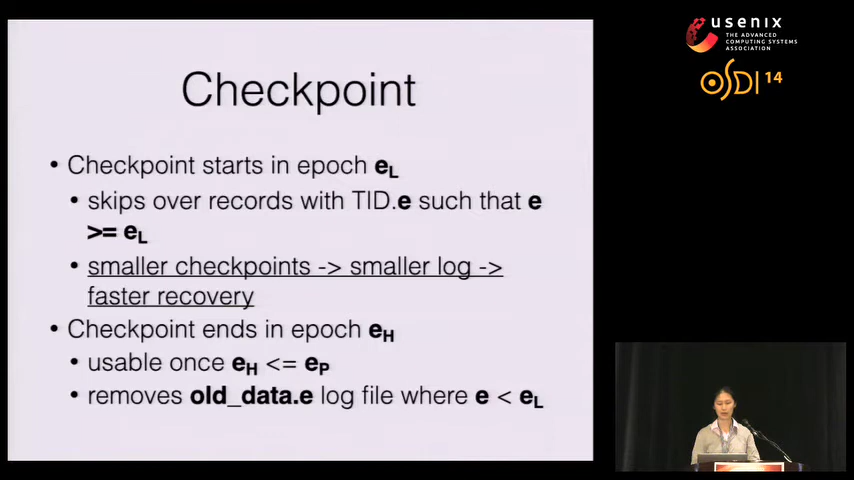 usenix
THE ADVANCED
COMPUTING SYSTEMS
ASSOCIATION
OSDI 14
Checkpoint
• Checkpoint starts in epoch eL
• skips over records with TID.e such that e
>= eL
• smaller checkpoints -> smaller log ->
faster recovery
• Checkpoint ends in epoch eH
• usable once eH <= eP
• removes old_data.e log file where e < eL